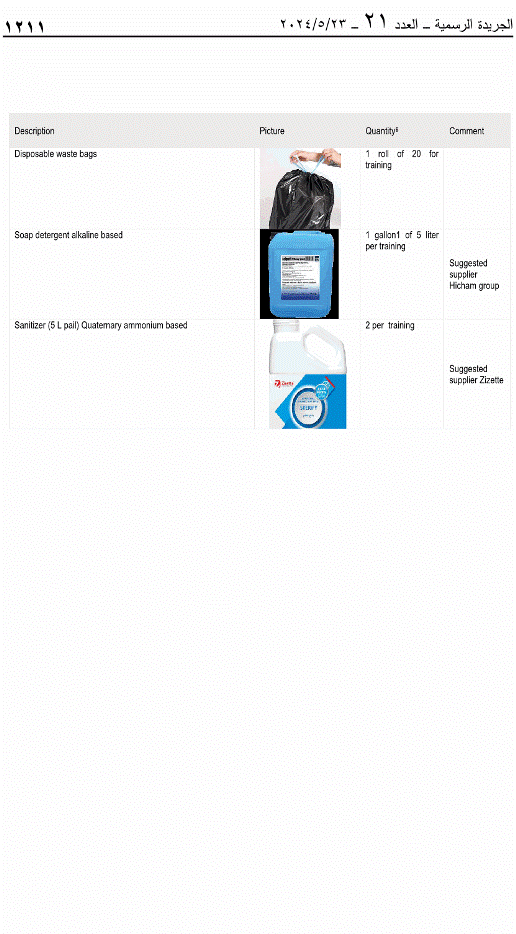 الجريدة الرسمية – العدد ٢١ – ٢٠٢٤/٥/٢٣
١٢١١
Description Picture Quantity§ Comment
Disposable waste bags
1 roll of 20 for
training
Soap detergent alkaline based
1 gallon1 of 5 liter
per training
Suggested
supplier
Hicham group
Sanitizer (5 L pail) Quaternary ammonium based
2 per training
Zizette
Suggested
supplier Zizette